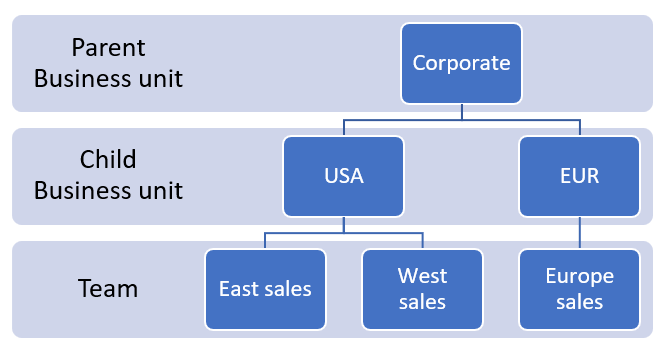 Parent
Business unit
Corporate
Child
Business unit
USA
EUR
Team
East sales
West
sales
Europe
sales